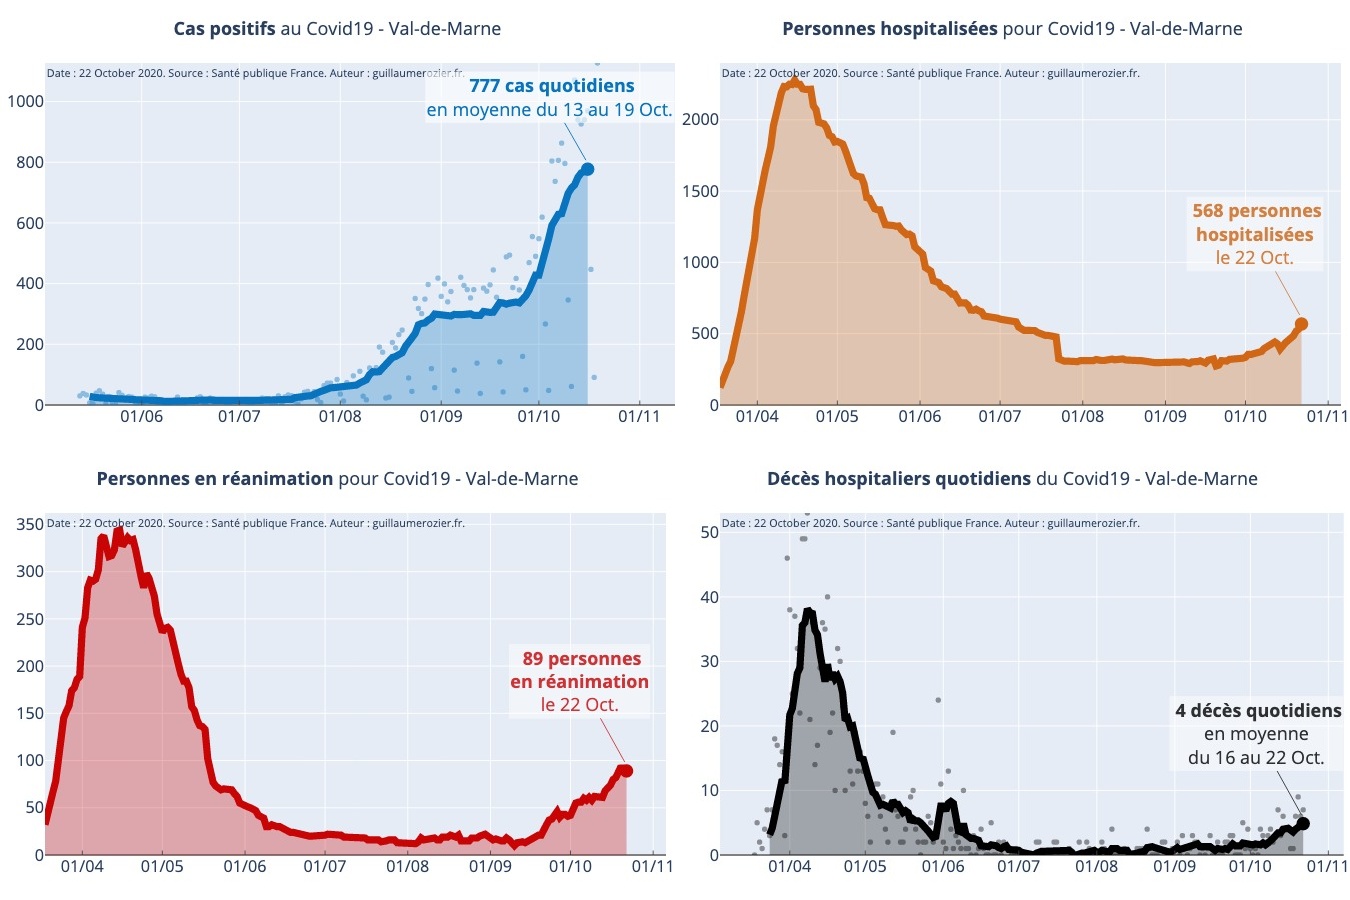 Cas positifs au Covid19 - Val-de-Marne
Date : 22 October 2020. Source : Santé publique France. Auteur : guillaumerozier.fr.
777 cas quotidiens
en moyenne du 13 au 19 Oct.
1000
800
600
400
200
0
01/06 01/07 01/08 01/09 01/10 01/11
Personnes hospitalisées pour Covid19 - Val-de-Marne
Date : 22 October 2020. Source : Santé publique France. Auteur : guillaumerozier.fr.
2000
1500
568 personnes
hospitalisées
le 22 Oct.
1000
500
0
01/04 01/05 01/06 01/07 01/08 01/09 01/10 01/11
Personnes en réanimation pour Covid19 - Val-de-Marne
350
Date : 22 October 2020. Source : Santé publique France. Auteur : guillaumerozier.fr.
300
250
200
89 personnes
en réanimation
le 22 Oct.
150
100
50
0
01/04 01/05 01/06 01/07 01/08 01/09 01/10 01/11
Décès hospitaliers quotidiens du Covid19 - Val-de-Marne
Date : 22 October 2020. Source : Santé publique France. Auteur : guillaumerozier.fr.
50
40
30
20
4 décès quotidiens
en moyenne
du 16 au 22 Oct.
10
0
01/04 01/05 01/06 01/07 01/08 01/09 01/10 01/11